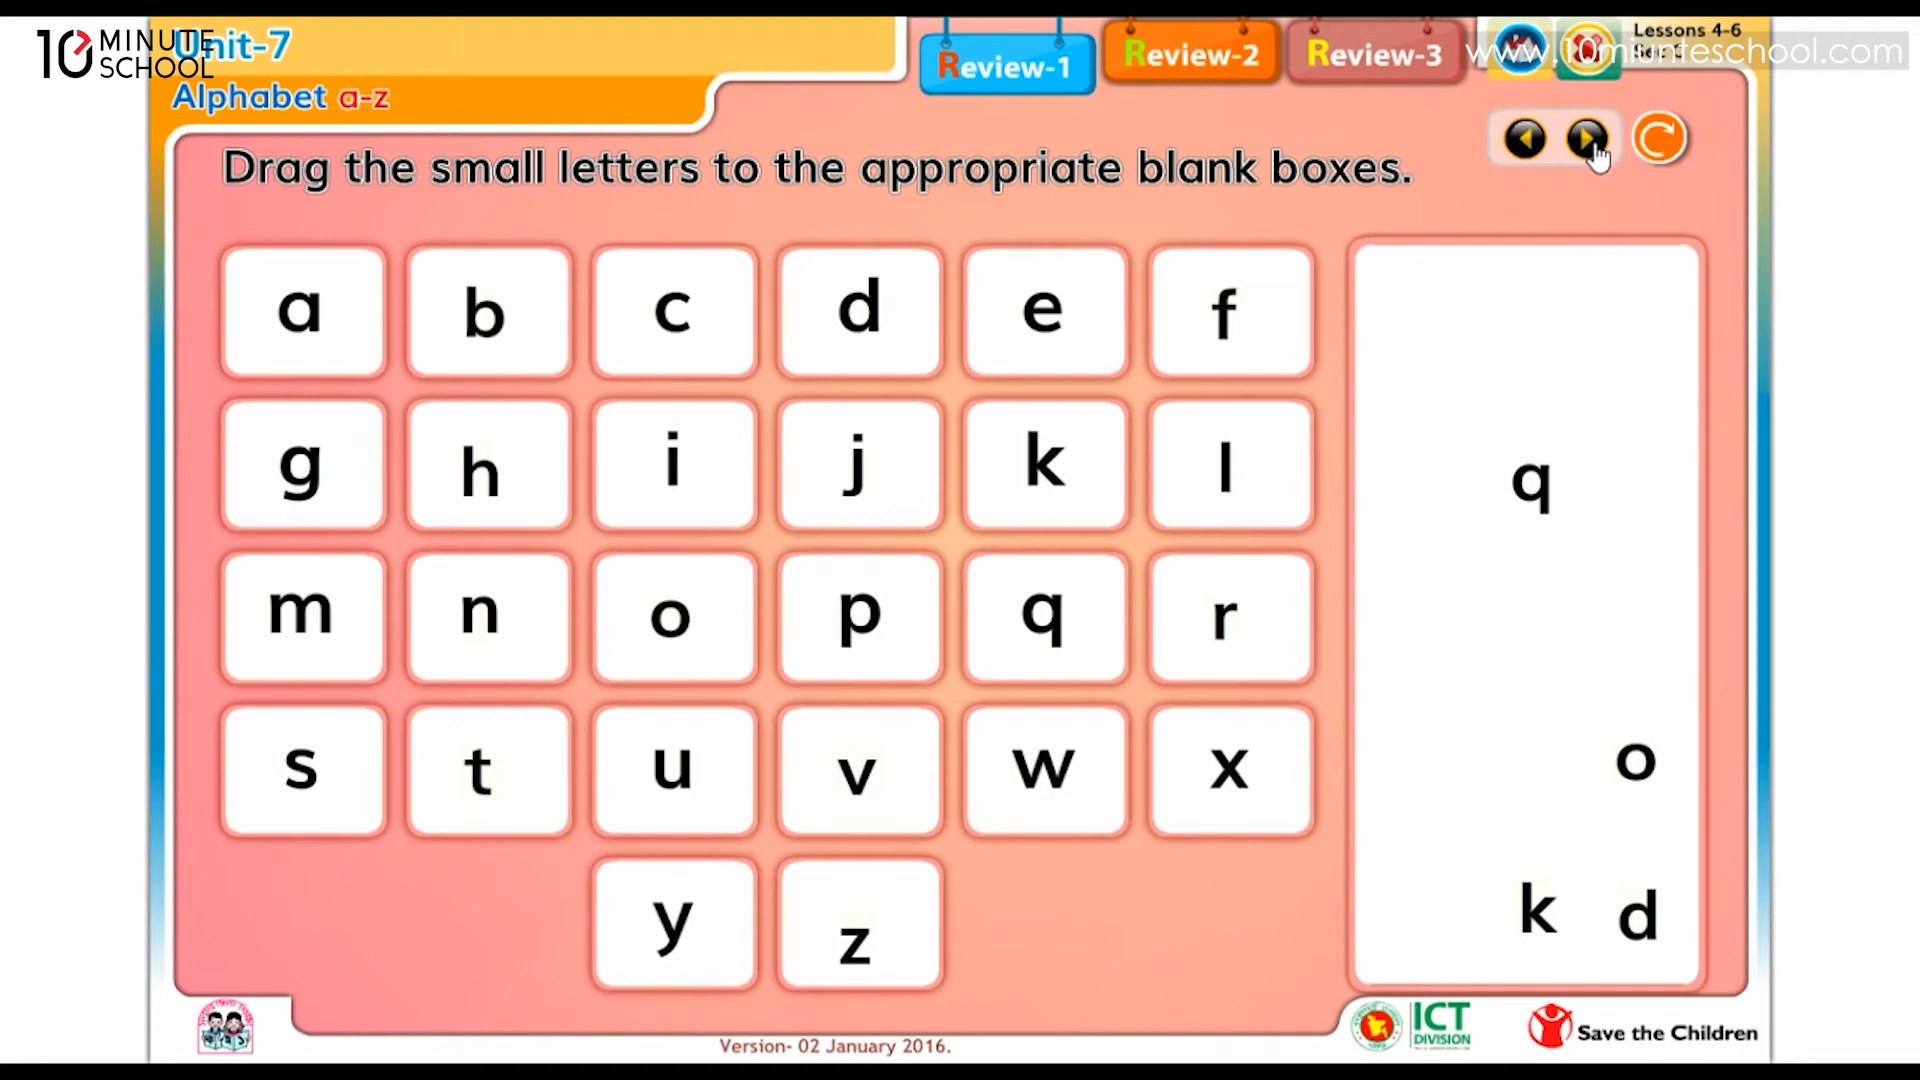 10 MINUTE SCHOOL
Unit-7
Alphabet a-z
Review-1
Review-2
Review-3
Lessons 4-6
www.10miunteschool.com
Drag the small letters to the appropriate blank boxes.
a b c d e f
g h i j k l
m n o p q r
s t u v w x
y z
q
o
k d
Version- 02 January 2016.
ICT
DIVISION
Save the Children